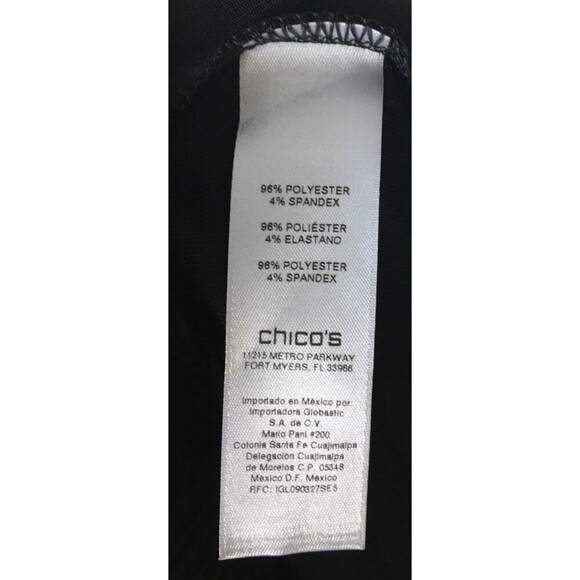 96% POLYESTER
4% SPANDEX
96% POLIÉSTER
4% ELASTANO
96% POLYESTER
4% SPANDEX
chico's
11215 METRO PARKWAY
FORT MYERS, FL 33966
Importado en México por:
Importadora Globastic
S.A. de C.V.
Mario Pani #200
Colonia Santa Fe Cuajimalpa
Delegación Cuajimalpa
de Morelos C.P. 05348
México D.F. México
RFC: IGL090327SE5